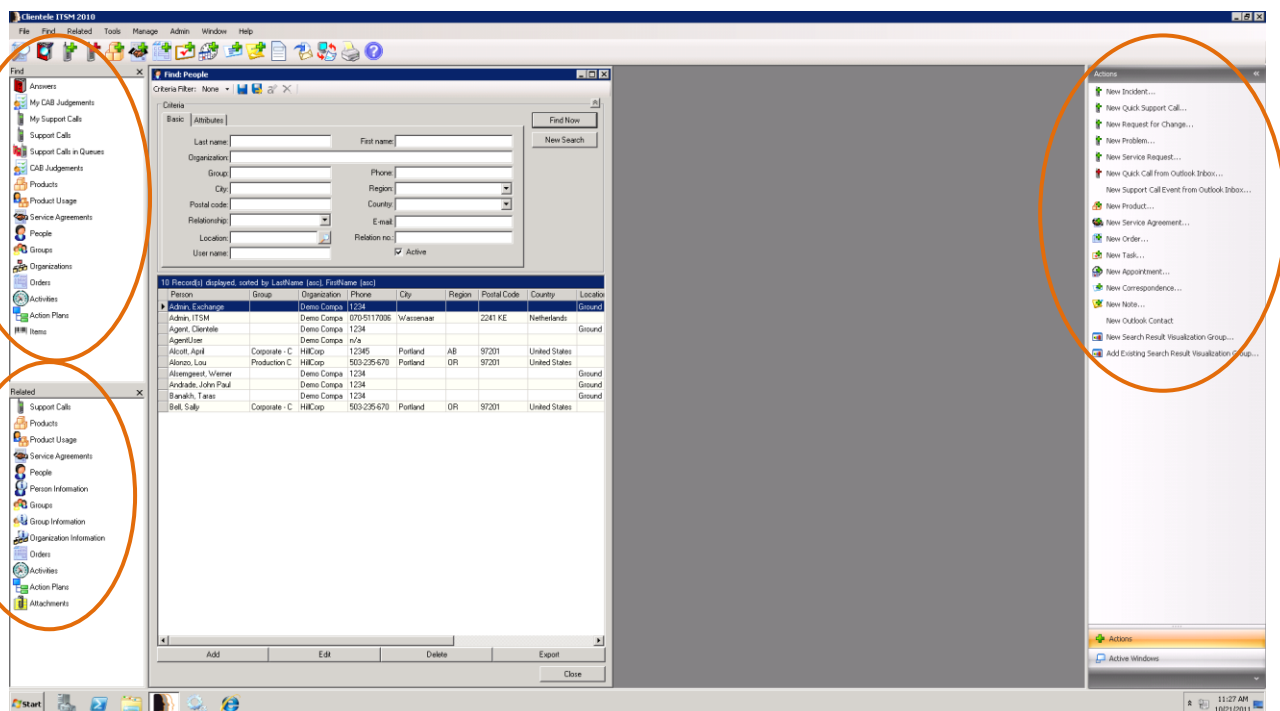 Clientele ITSM 2010
File Find Related Tools Manage Admin Window Help
Find X
Answers
My CAB Judgements
My Support Calls
Support Calls
Support Calls in Queues
CAB Judgements
Products
Product Usage
Service Agreements
People
Groups
Organizations
Orders
Activities
Action Plans
Items
Related X
Support Calls
Products
Product Usage
Service Agreements
People
Person Information
Groups
Group Information
Organization Information
Orders
Activities
Action Plans
Attachments
Find: People
Criteria Filter: None
Criteria
Basic Attributes
Find Now
New Search
Last name: First name:
Organization:
Group: Phone:
City: Region:
Postal code: Country:
Relationship: E-mail:
Location: Relation no.:
User name: Active
10 Record(s) displayed, sorted by LastName (asc), FirstName (asc)
Person Group Organization Phone City Region Postal Code Country Location
Admin, Exchange Demo Compa 1234 Ground
Admin, ITSM Demo Compa 070-5117006 Wassenaar 2241 KE Netherlands
Agent, Clientele Demo Compa 1234 Ground
AgentUser Demo Compa n/a
Alcott, April Corporate - C HillCorp 12345 Portland AB 97201 United States
Alonzo, Lou Production C HillCorp 503-235-670 Portland OR 97201 United States
Alsemgeest, Werner Demo Compa 1234 Ground
Andrade, John Paul Demo Compa 1234 Ground
Banakh, Taras Demo Compa 1234 Ground
Bell, Sally Corporate - C HillCorp 503-235-670 Portland OR 97201 United States
Add Edit Delete Export
Close
Actions «
New Incident...
New Quick Support Call...
New Request for Change...
New Problem...
New Service Request...
New Quick Call from Outlook Inbox...
New Support Call Event from Outlook Inbox...
New Product...
New Service Agreement...
New Order...
New Task...
New Appointment...
New Correspondence...
New Note...
New Outlook Contact
New Search Result Visualization Group...
Add Existing Search Result Visualization Group...
Actions
Active Windows
Start
11:27 AM
10/21/2011